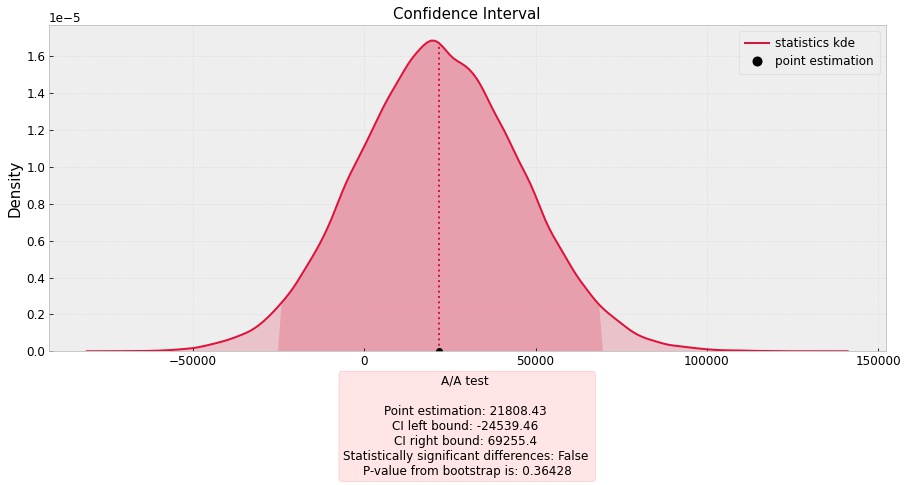 Confidence Interval
1e−5
statistics kde
point estimation
Density
1.6
1.4
1.2
1.0
0.8
0.6
0.4
0.2
0.0
−50000
0
50000
100000
150000
A/A test
Point estimation: 21808.43
CI left bound: -24539.46
CI right bound: 69255.4
Statistically significant differences: False
P-value from bootstrap is: 0.36428